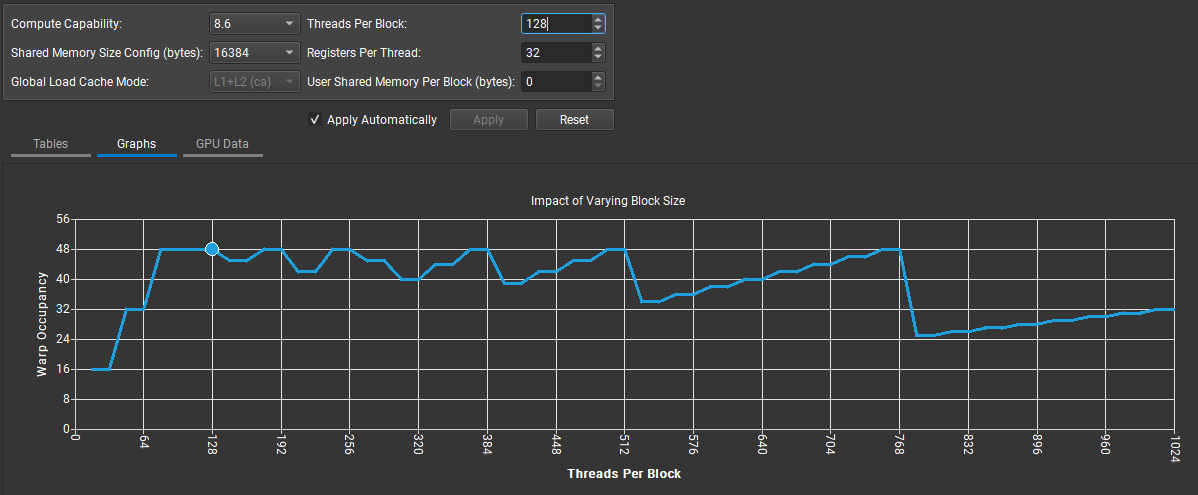 Compute Capability: 8.6 Threads Per Block: 128
Shared Memory Size Config (bytes): 16384 Registers Per Thread: 32
Global Load Cache Mode: L1+L2 (ca) User Shared Memory Per Block (bytes): 0
✓ Apply Automatically Apply Reset
Tables Graphs GPU Data
Impact of Varying Block Size
56
48
40
32
24
16
8
0
Warp Occupancy
0 64 128 192 256 320 384 448 512 576 640 704 768 832 896 960 1024
Threads Per Block